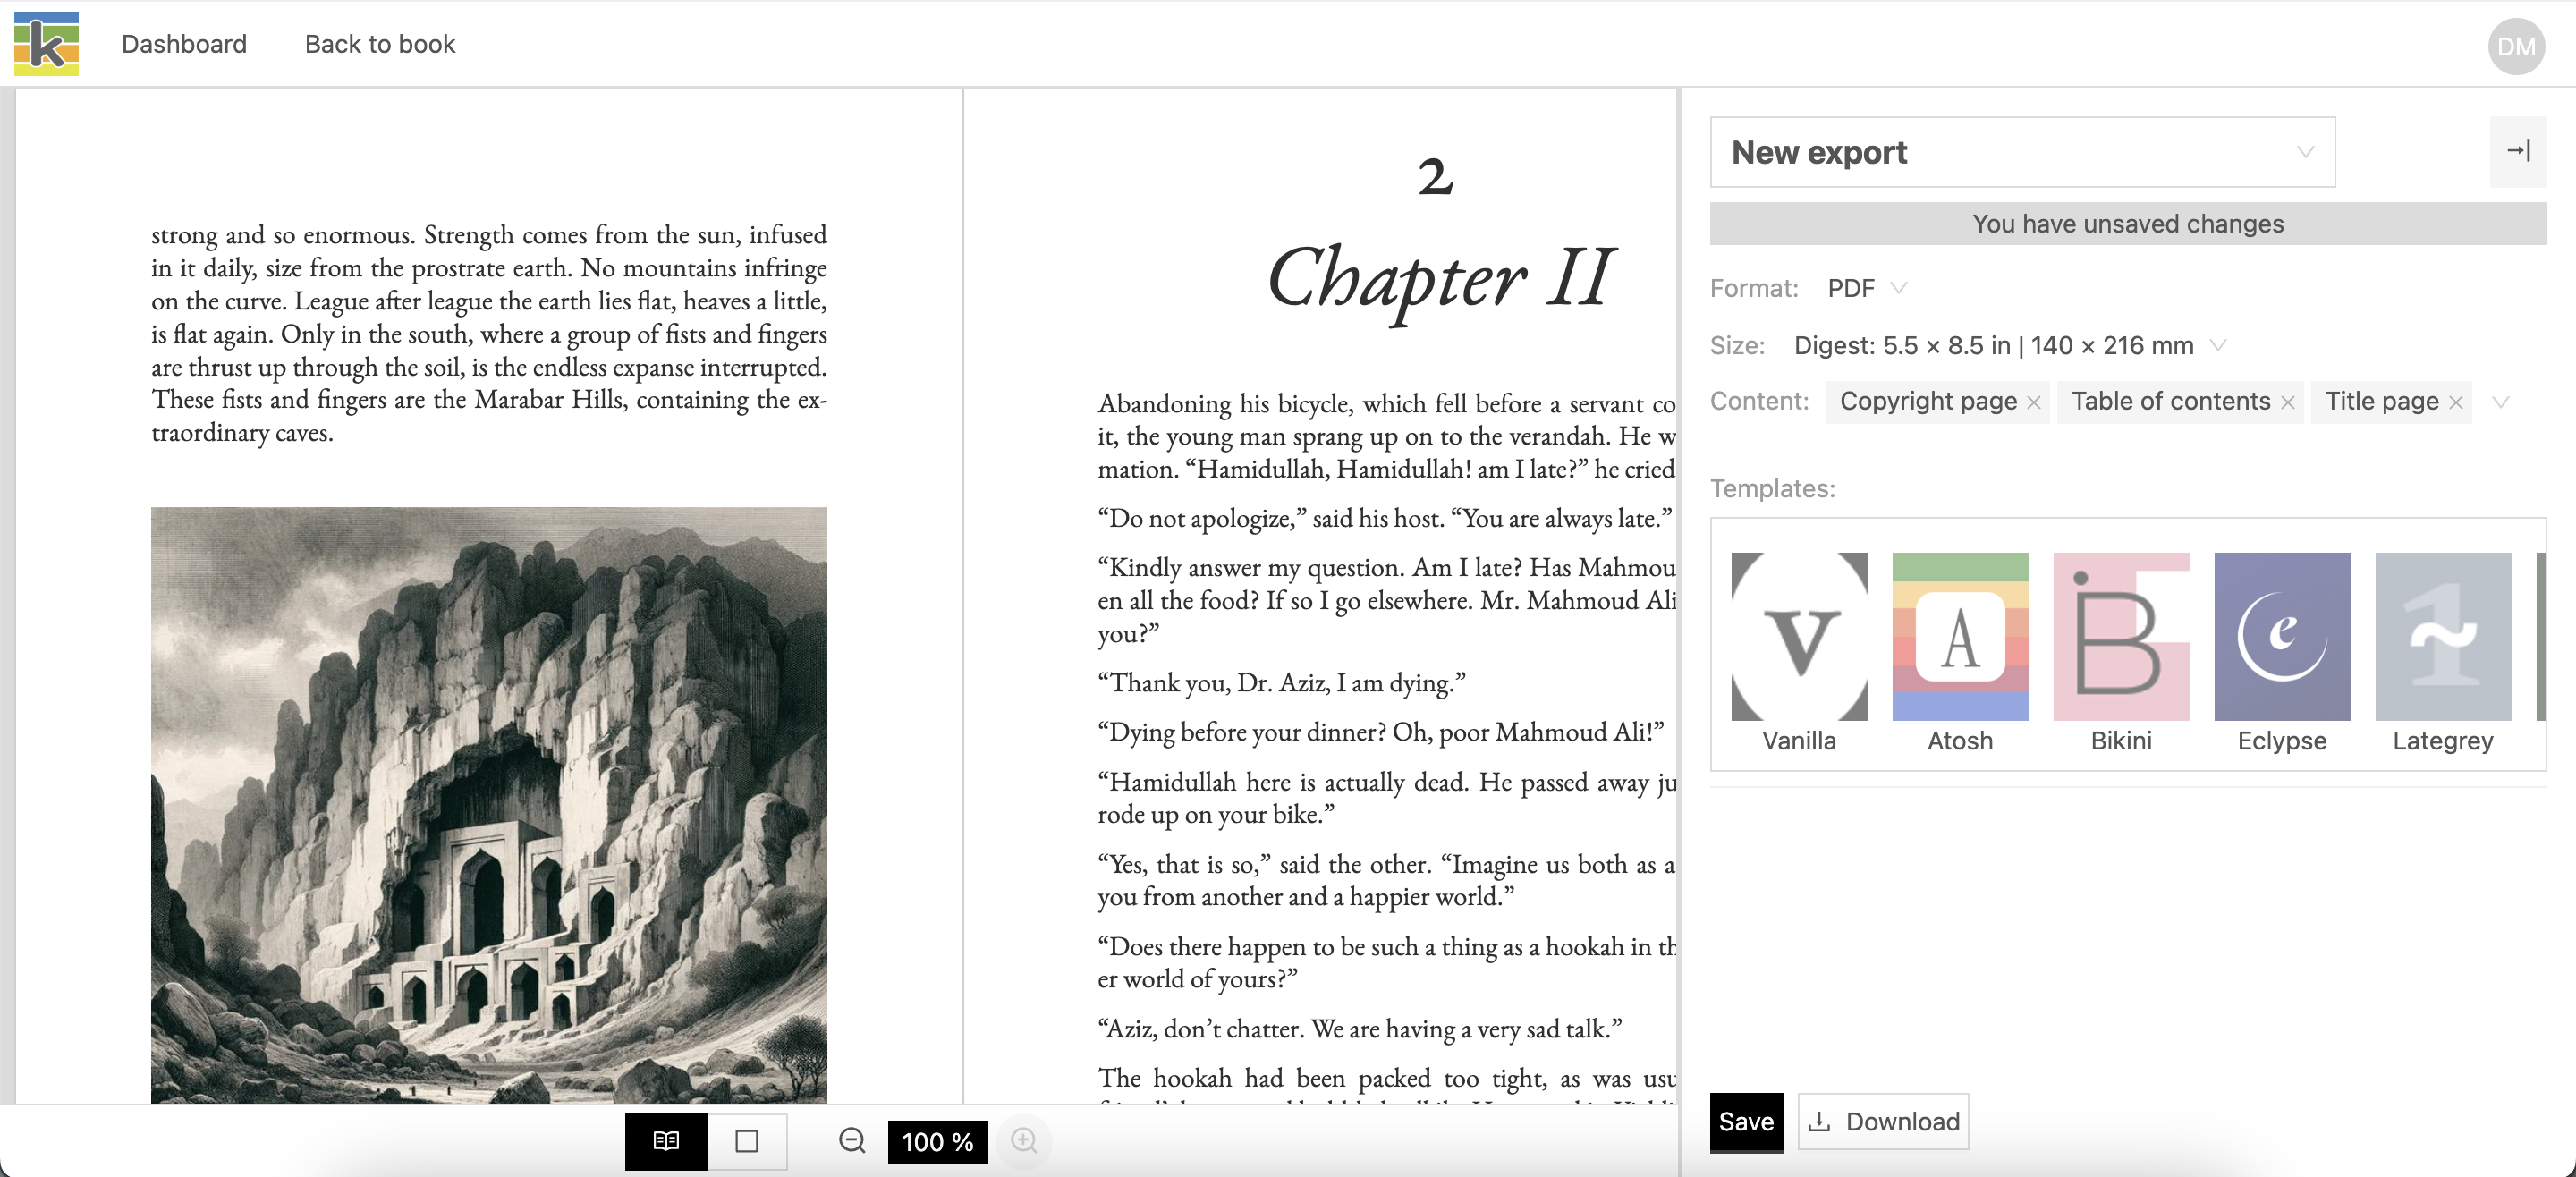 k
Dashboard
Back to book
DM
strong and so enormous. Strength comes from the sun, infused
in it daily, size from the prostrate earth. No mountains infringe
on the curve. League after league the earth lies flat, heaves a little,
is flat again. Only in the south, where a group of fists and fingers
are thrust up through the soil, is the endless expanse interrupted.
These fists and fingers are the Marabar Hills, containing the ex-
traordinary caves.
2
Chapter II
Abandoning his bicycle, which fell before a servant co
it, the young man sprang up on to the verandah. He w
mation. “Hamidullah, Hamidullah! am I late?” he cried
“Do not apologize,” said his host. “You are always late.”
“Kindly answer my question. Am I late? Has Mahmou
en all the food? If so I go elsewhere. Mr. Mahmoud Ali
you?”
“Thank you, Dr. Aziz, I am dying.”
“Dying before your dinner? Oh, poor Mahmoud Ali!”
“Hamidullah here is actually dead. He passed away ju
rode up on your bike.”
“Yes, that is so,” said the other. “Imagine us both as a
you from another and a happier world.”
“Does there happen to be such a thing as a hookah in th
er world of yours?”
“Aziz, don’t chatter. We are having a very sad talk.”
The hookah had been packed too tight, as was usu
100 %
New export
You have unsaved changes
Format: PDF
Size: Digest: 5.5 × 8.5 in | 140 × 216 mm
Content: Copyright page Table of contents Title page
Templates:
V
A
B
e
1
~
Vanilla
Atosh
Bikini
Eclypse
Lategrey
Save
Download